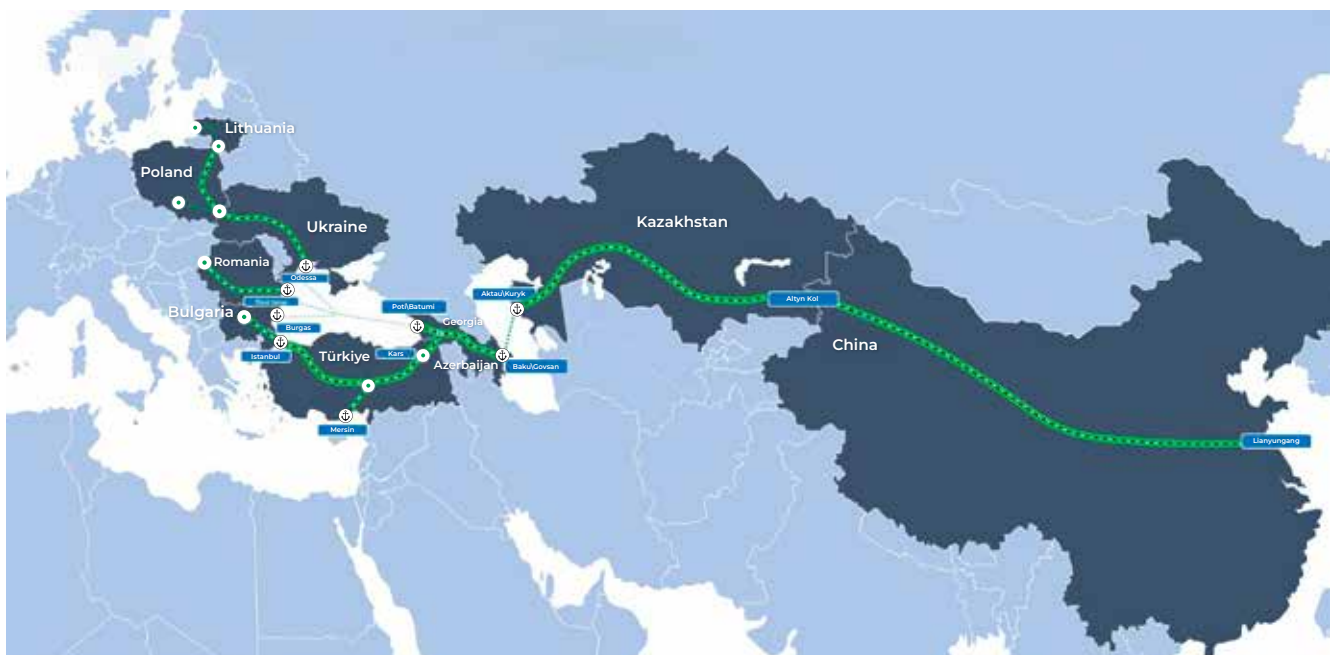 Lithuania
Poland
Ukraine
Kazakhstan
Romania
Odessa
Aktau\Kuryk
Altyn Kol
Poti\Batumi
Bulgaria
Georgia
Burgas
China
Istanbul
Türkiye
Kars
Azerbaijan
Baku\Govsan
Mersin
Lianyungang